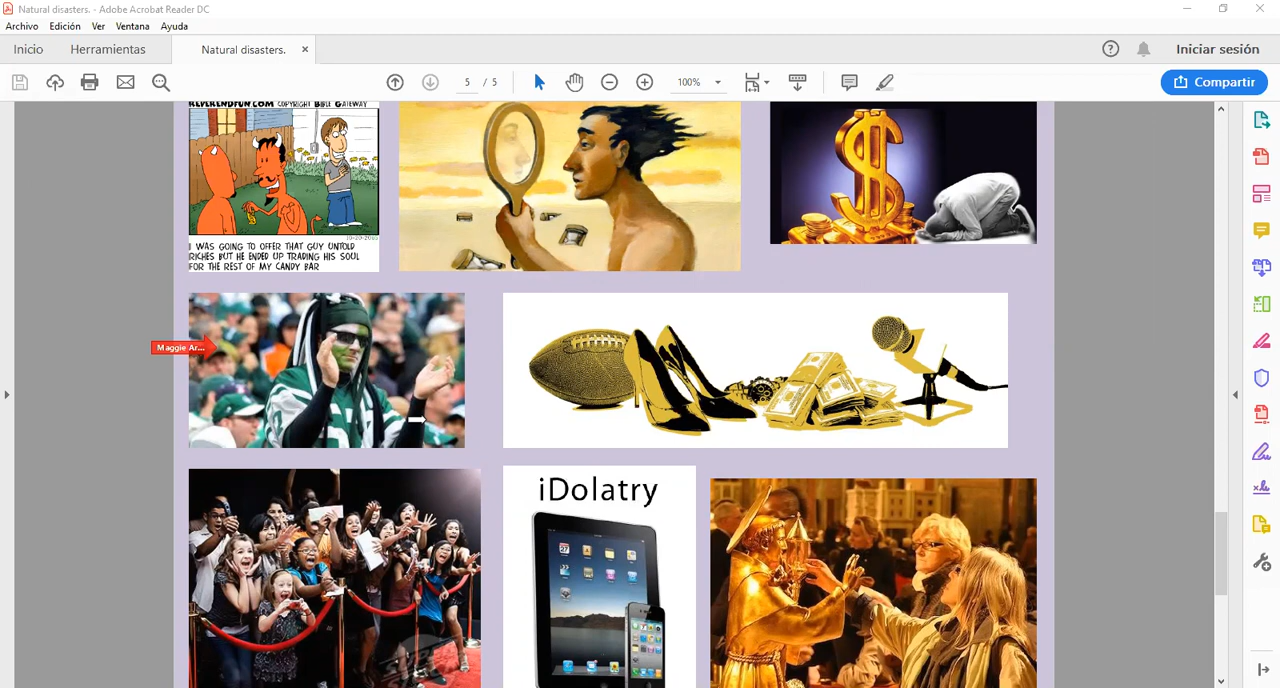 Natural disasters. - Adobe Acrobat Reader DC
Archivo Edición Ver Ventana Ayuda
Inicio Herramientas Natural disasters. ×
Iniciar sesión
5 / 5
100%
Compartir
REVERENDFUN.COM COPYRIGHT BIBLE GATEWAY
I WAS GOING TO OFFER THAT GUY UNTOLD
RICHES BUT HE ENDED UP TRADING HIS SOUL
FOR THE REST OF MY CANDY BAR
$
Maggie Ar...
iDolatry